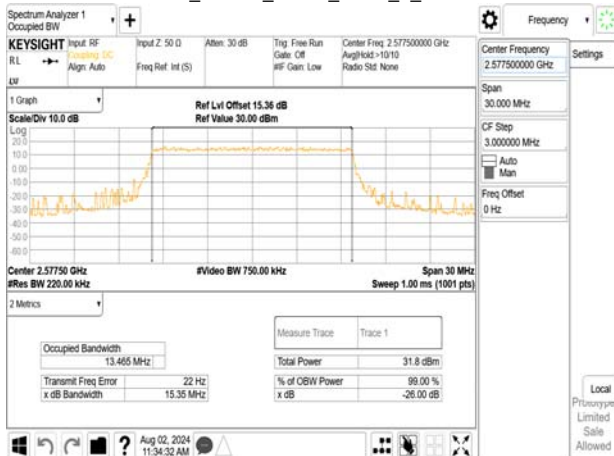 Spectrum Analyzer 1
Occupied BW
Frequency
KEYSIGHT
RL
Input: RF
Coupling: DC
Align: Auto
Input Z: 50 Ω
Freq Ref: Int (S)
Atten: 30 dB
Trig: Free Run
Gate: Off
#IF Gain: Low
Center Freq: 2.577500000 GHz
Avg|Hold:>10/10
Radio Std: None
Center Frequency
2.577500000 GHz
Settings
Span
30.000 MHz
CF Step
3.000000 MHz
Auto
Man
Freq Offset
0 Hz
1 Graph
Scale/Div 10.0 dB
Ref Lvl Offset 15.36 dB
Ref Value 30.00 dBm
Log
20.0
10.0
0.00
-10.0
-20.0
-30.0
-40.0
-50.0
-60.0
Center 2.57750 GHz
#Res BW 220.00 kHz
#Video BW 750.00 kHz
Span 30 MHz
Sweep 1.00 ms (1001 pts)
2 Metrics
Measure Trace
Trace 1
Occupied Bandwidth
13.465 MHz
Total Power
31.8 dBm
Transmit Freq Error
22 Hz
% of OBW Power
99.00 %
x dB Bandwidth
15.35 MHz
x dB
-26.00 dB
Local
Prototype
Limited
Sale
Allowed
?
Aug 02, 2024
11:34:32 AM